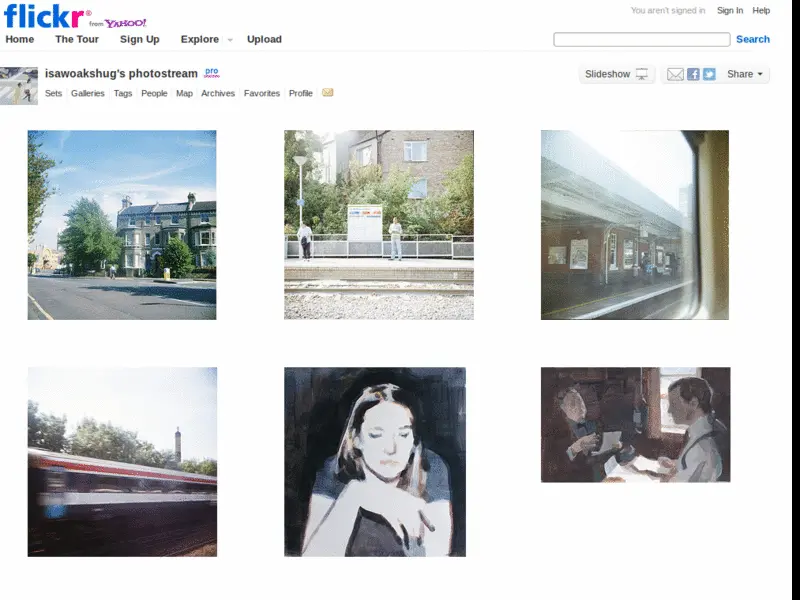 flickr® from YAHOO!
You aren't signed in Sign In Help
Home The Tour Sign Up Explore Upload Search
isawoakshug's photostream pro
Slideshow Share
Sets Galleries Tags People Map Archives Favorites Profile